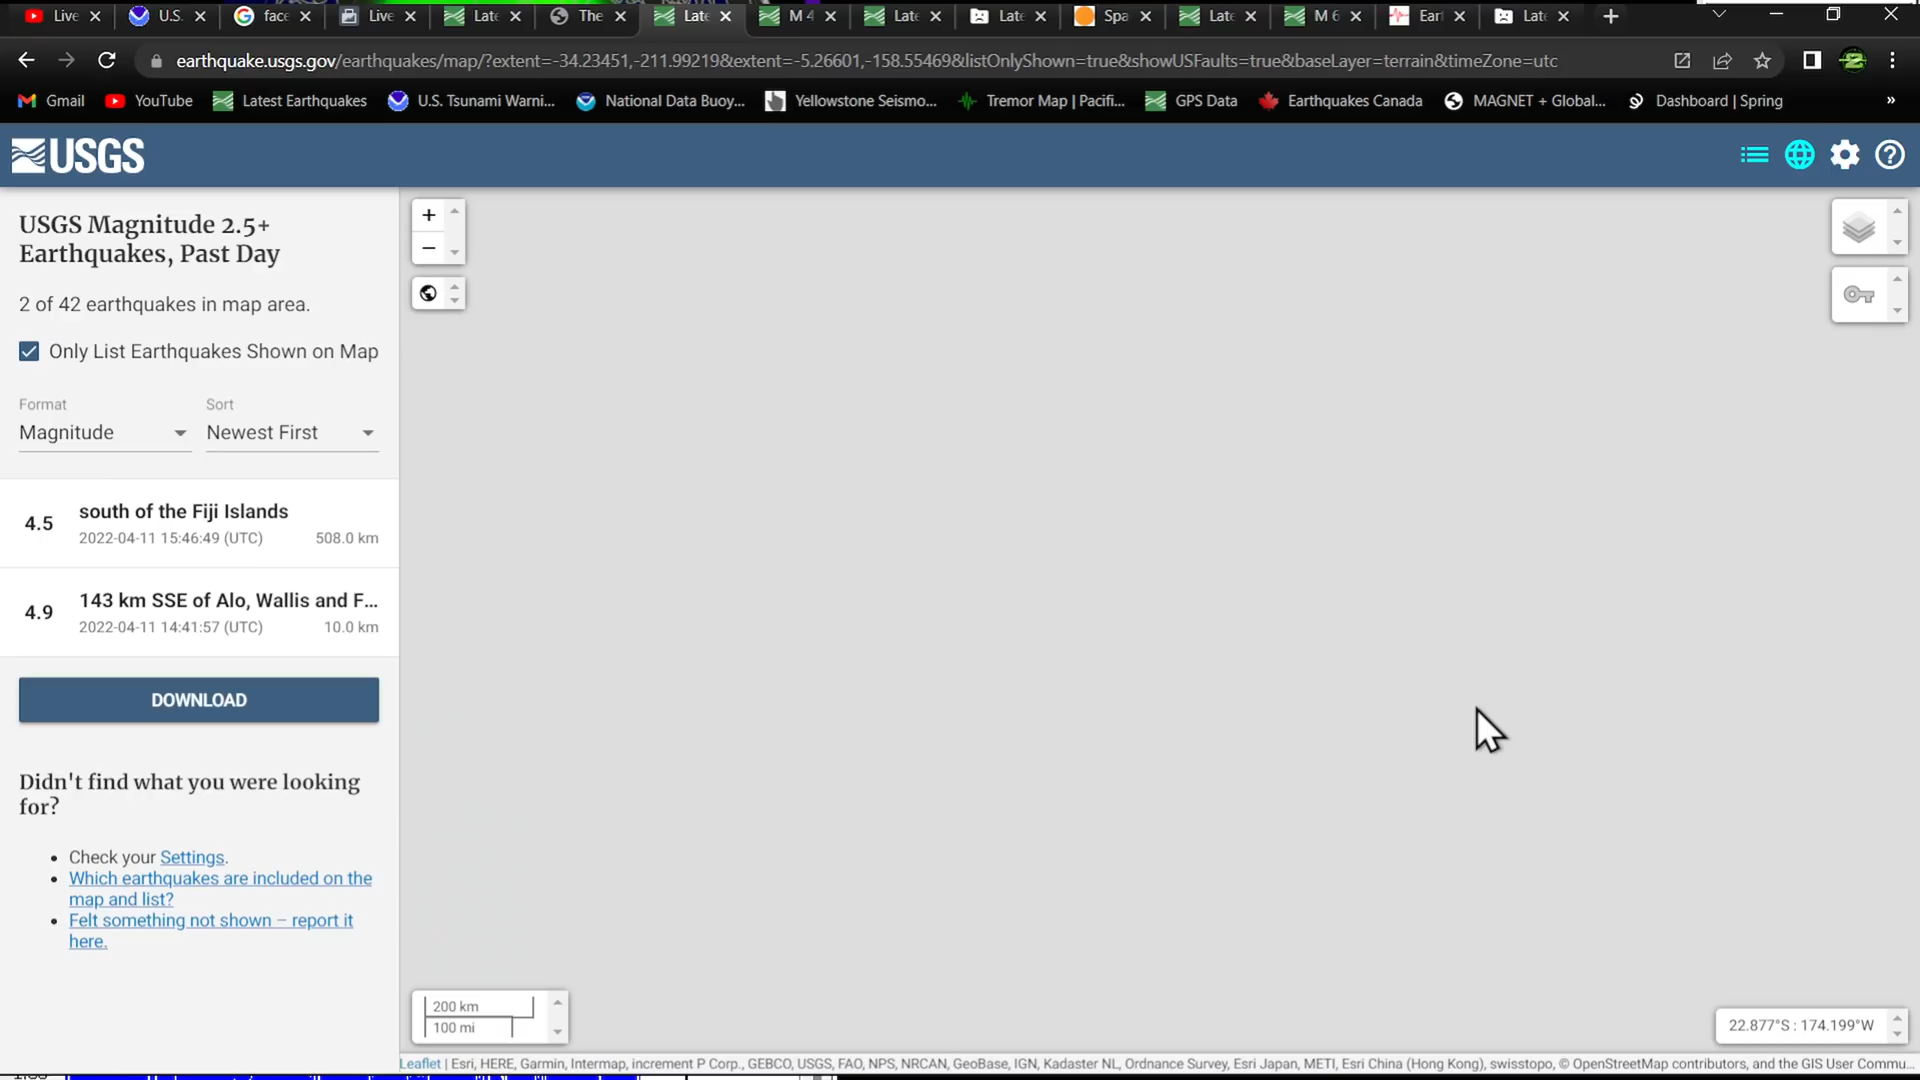 Live
U.S.
face
Live
Late
The
Late
M 4
Late
Late
Spa
Late
M 6
Eart
Late
earthquake.usgs.gov/earthquakes/map/?extent=-34.23451,-211.99219&extent=-5.26601,-158.55469&listOnlyShown=true&showUSFaults=true&baseLayer=terrain&timeZone=utc
Gmail
YouTube
Latest Earthquakes
U.S. Tsunami Warni...
National Data Buoy...
Yellowstone Seismo...
Tremor Map | Pacifi...
GPS Data
Earthquakes Canada
MAGNET + Global...
Dashboard | Spring
»
USGS
USGS Magnitude 2.5+
Earthquakes, Past Day
2 of 42 earthquakes in map area.
Only List Earthquakes Shown on Map
Format
Sort
Magnitude
Newest First
4.5
south of the Fiji Islands
2022-04-11 15:46:49 (UTC)
508.0 km
4.9
143 km SSE of Alo, Wallis and F...
2022-04-11 14:41:57 (UTC)
10.0 km
DOWNLOAD
Didn't find what you were looking
for?
Check your Settings.
Which earthquakes are included on the
map and list?
Felt something not shown – report it
here.
+
−
200 km
100 mi
22.877°S : 174.199°W
Leaflet | Esri, HERE, Garmin, Intermap, increment P Corp., GEBCO, USGS, FAO, NPS, NRCAN, GeoBase, IGN, Kadaster NL, Ordnance Survey, Esri Japan, METI, Esri China (Hong Kong), swisstopo, © OpenStreetMap contributors, and the GIS User Commu...